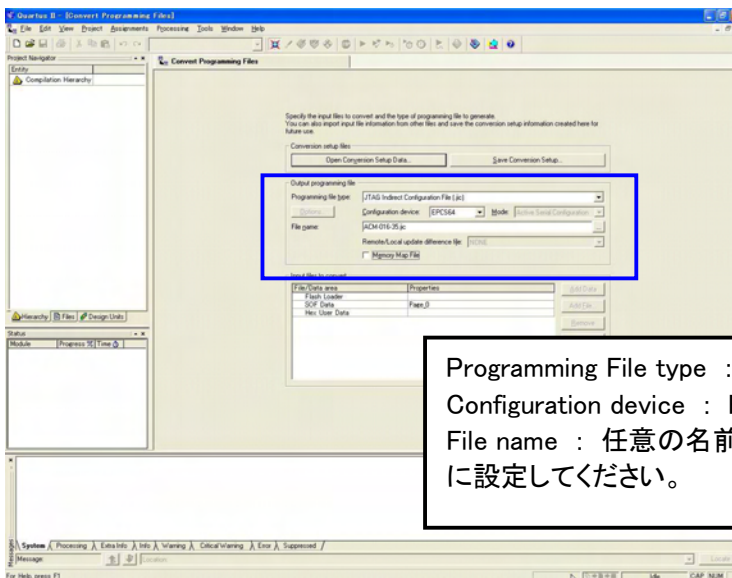 Quartus II - [Convert Programming Files]
File Edit View Project Assignments Processing Tools Window Help
Project Navigator
Entity
Compilation Hierarchy
Hierarchy Files Design Units
Status
Module Progress % Time
Convert Programming Files
Specify the input files to convert and the type of programming file to generate.
You can also import input file information from other files and save the conversion setup information created here for
future use.
Conversion setup files
Open Conversion Setup Data... Save Conversion Setup...
Output programming file
Programming file type: JTAG Indirect Configuration File (.jic)
Options... Configuration device: EPCS64 Mode: Active Serial Configuration
File name: ACM-016-35.jic ...
Remote/Local update difference file: NONE
Memory Map File
Input files to convert
File/Data area Properties
Flash Loader
SOF Data Page_0
Hex User Data
Add Data
Add File...
Remove
Programming File type :
Configuration device :
File name : 任意の名前
に設定してください。
System Processing Extra Info Info Warning Critical Warning Error Suppressed
Messages
Message:
Location:
For Help, press F1
Idle CAP NUM